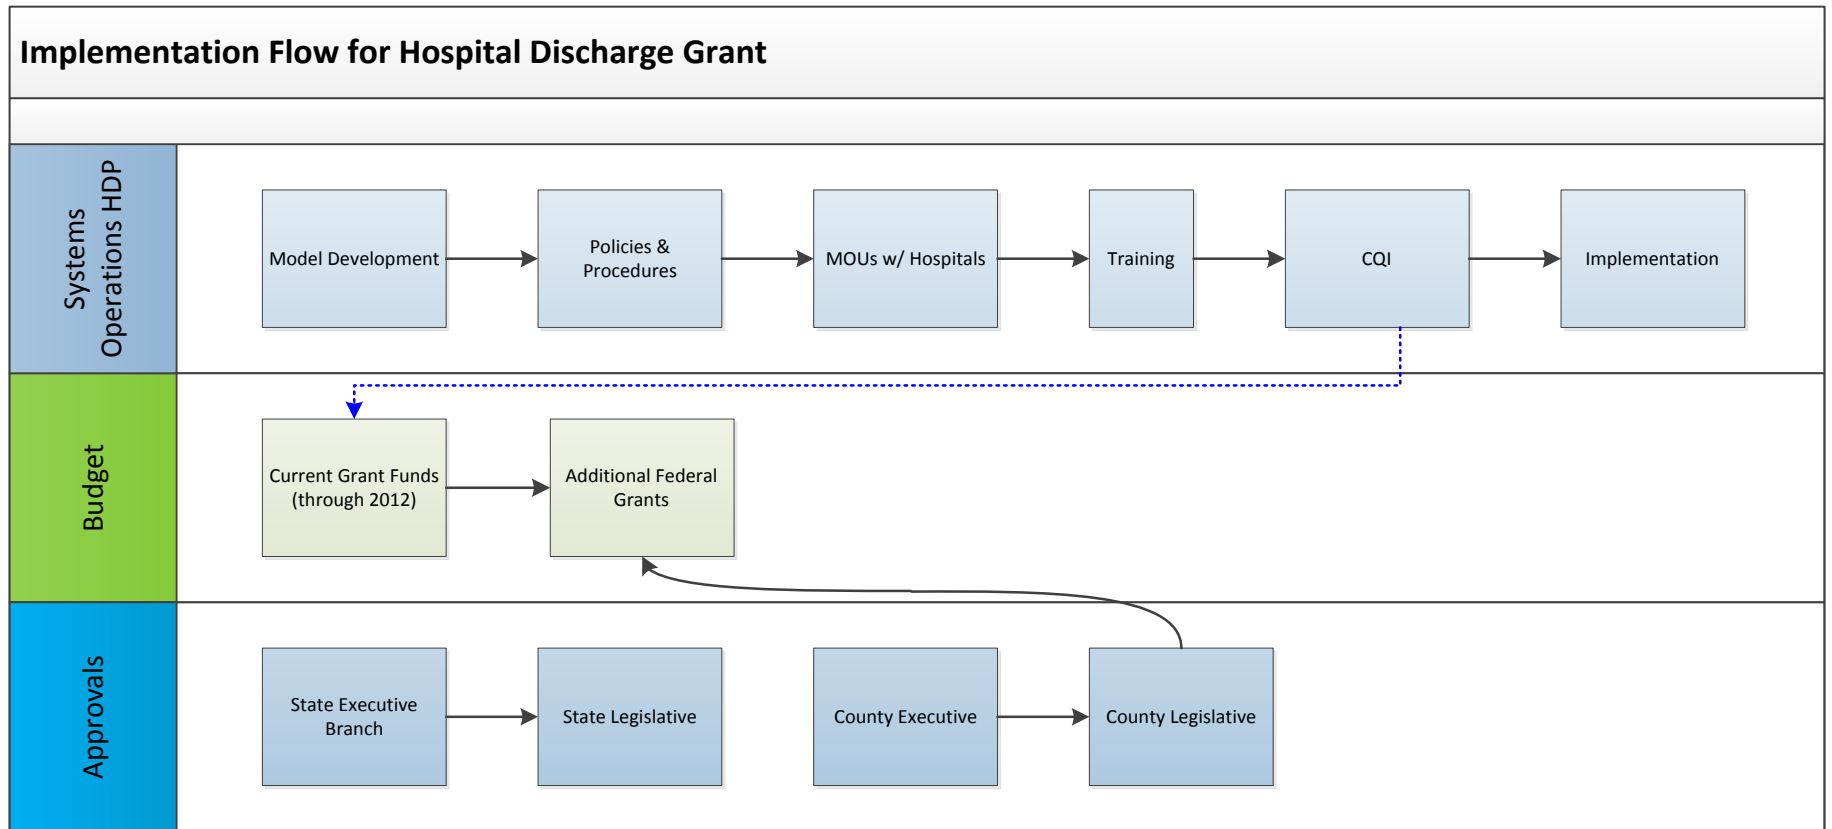 Implementation Flow for Hospital Discharge Grant
Systems
Operations HDP
Model Development
Policies &
Procedures
MOUs w/ Hospitals
Training
CQI
Implementation
Budget
Current Grant Funds
(through 2012)
Additional Federal
Grants
Approvals
State Executive
Branch
State Legislative
County Executive
County Legislative